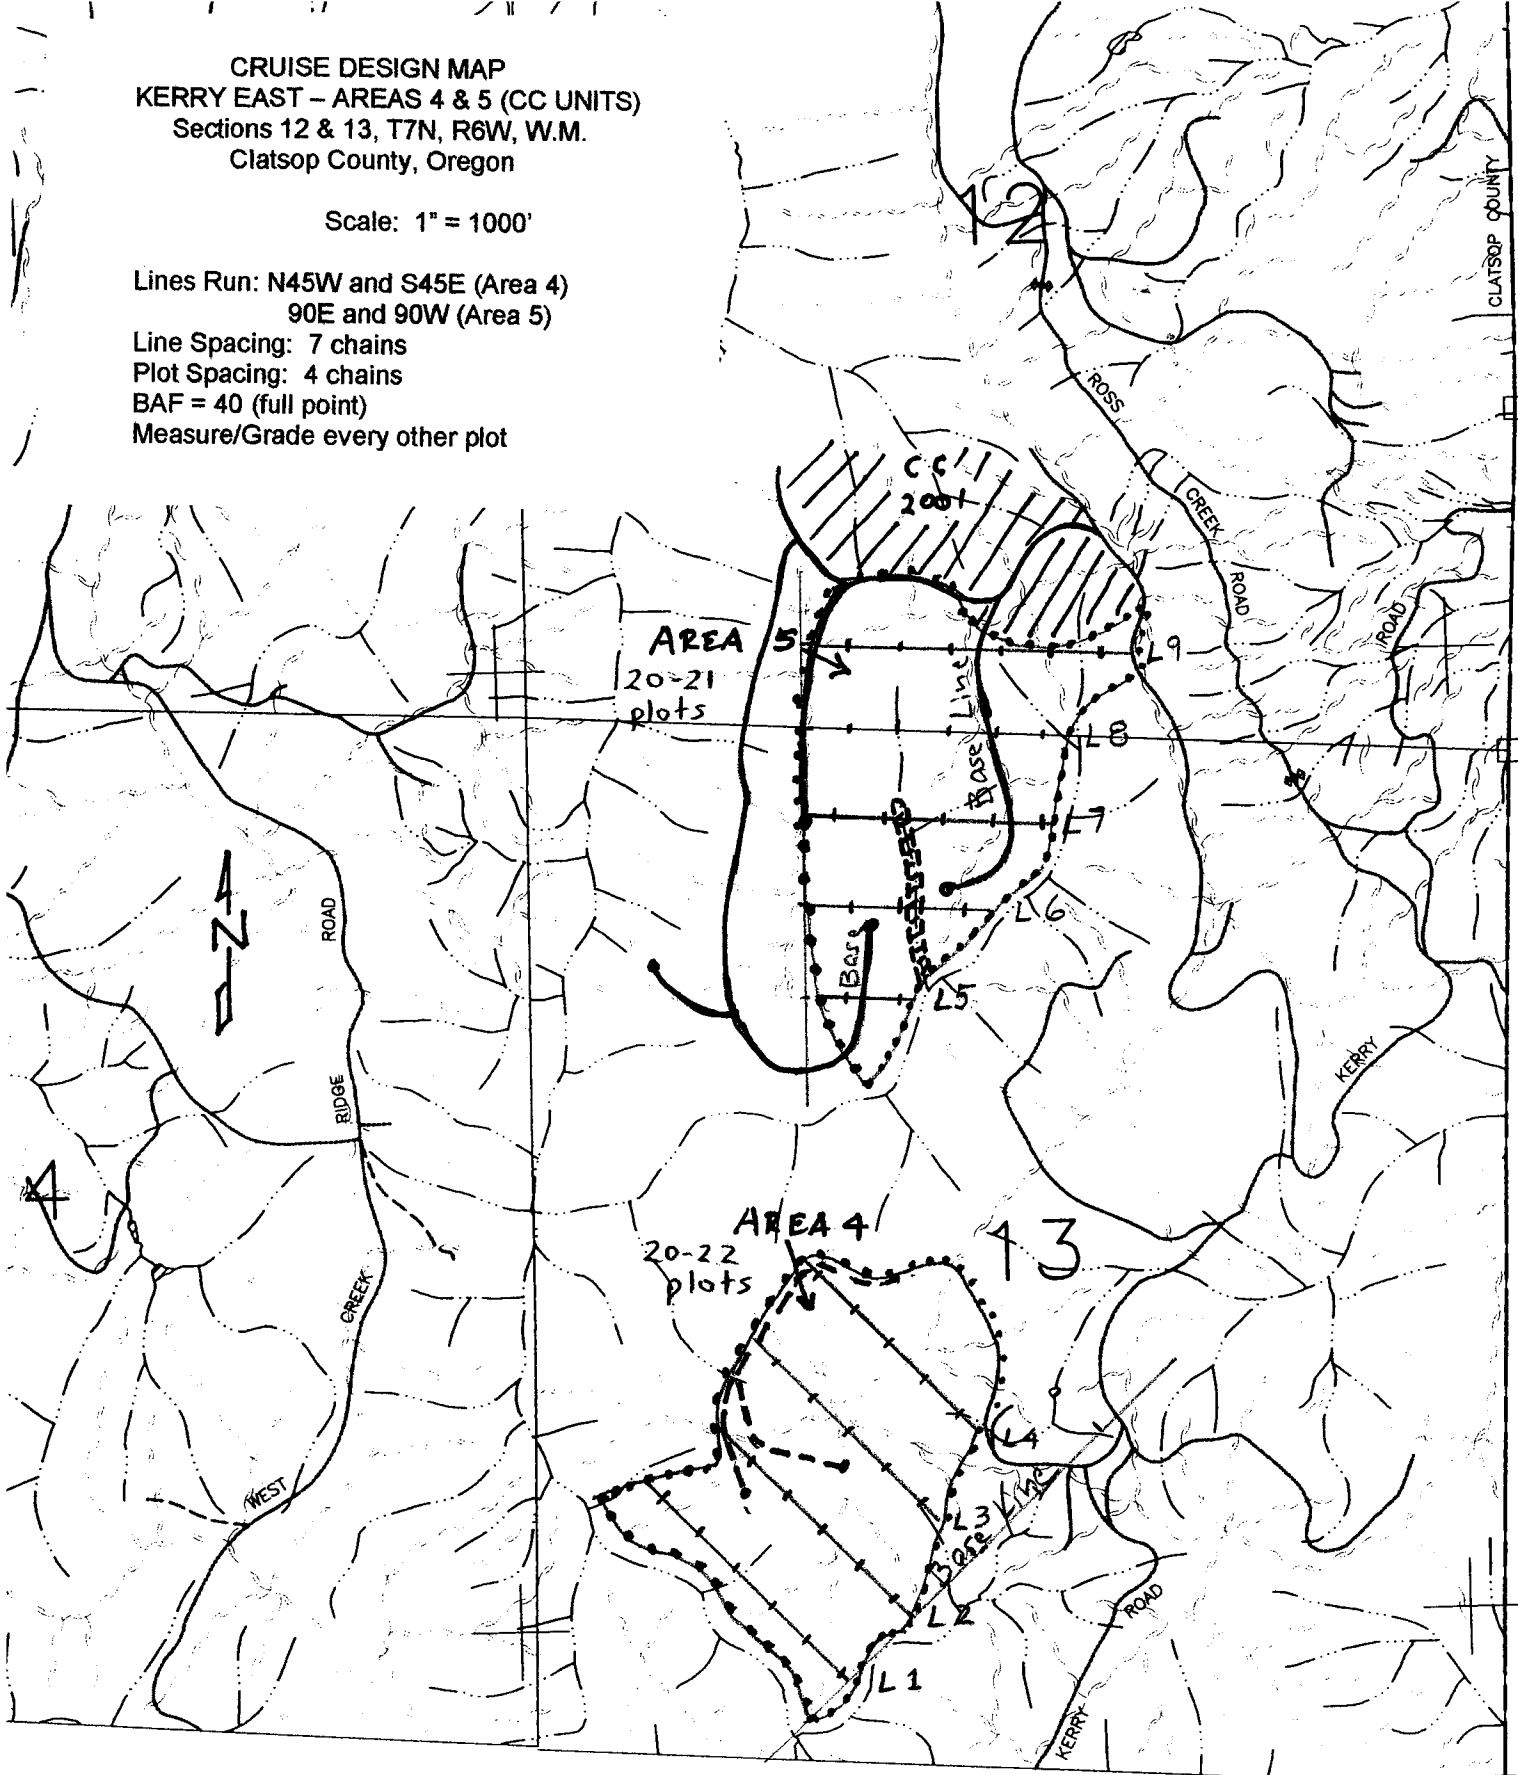 CRUISE DESIGN MAP
KERRY EAST – AREAS 4 & 5 (CC UNITS)
Sections 12 & 13, T7N, R6W, W.M.
Clatsop County, Oregon
Scale: 1" = 1000'
Lines Run: N45W and S45E (Area 4)
90E and 90W (Area 5)
Line Spacing: 7 chains
Plot Spacing: 4 chains
BAF = 40 (full point)
Measure/Grade every other plot
12
CLATSOP COUNTY
ROSS
CREEK
ROAD
ROAD
CC
2001
AREA 5
20-21
plots
L9
L8
L7
L6
L5
Base Line
Base
N
ROAD
RIDGE
CREEK
WEST
4
KERRY
AREA 4
20-22
plots
13
L4
L3
L2
L1
Base Line
ROAD
KERRY